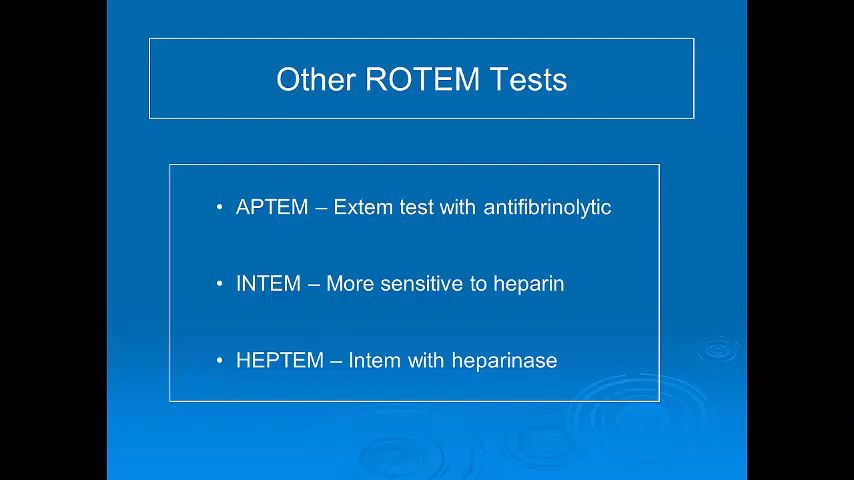 Other ROTEM Tests
• APTEM – Extem test with antifibrinolytic
• INTEM – More sensitive to heparin
• HEPTEM – Intem with heparinase